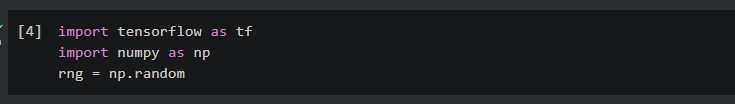 [4] import tensorflow as tf
import numpy as np
rng = np.random